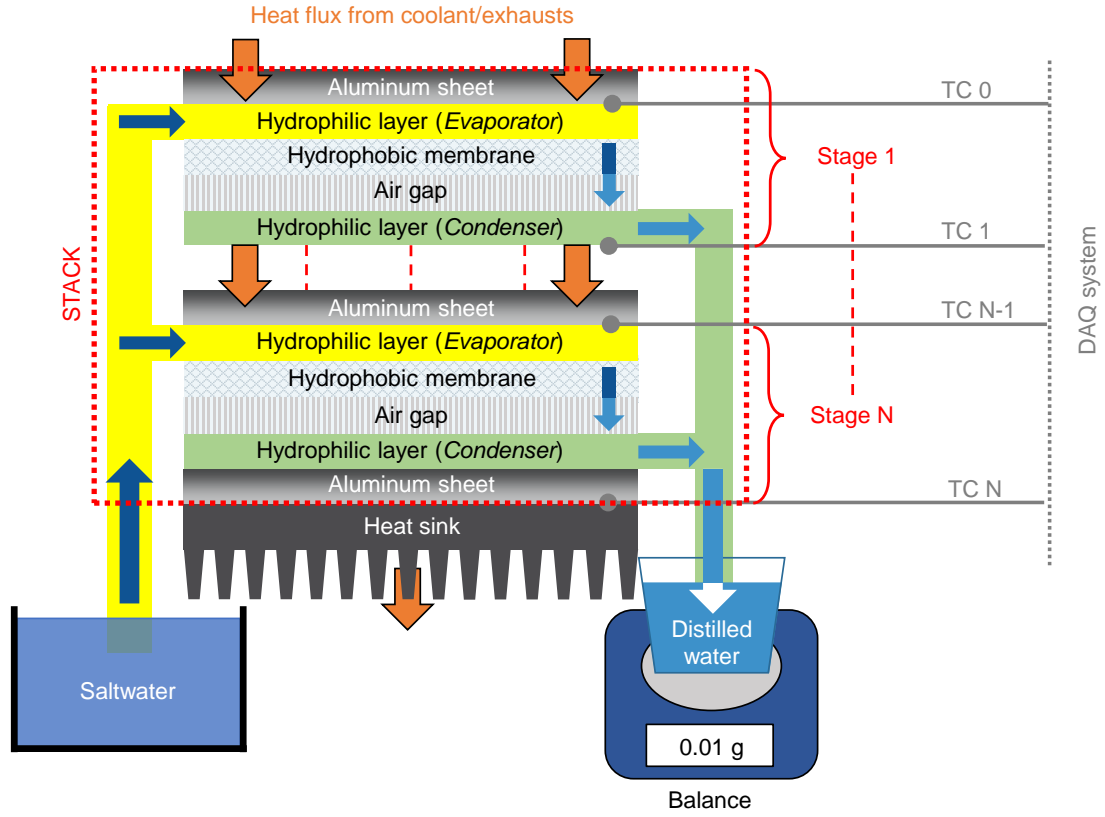 Heat flux from coolant/exhausts
Aluminum sheet
TC 0
Hydrophilic layer (Evaporator)
Hydrophobic membrane
Stage 1
Air gap
Hydrophilic layer (Condenser)
TC 1
STACK
DAQ system
Aluminum sheet
TC N-1
Hydrophilic layer (Evaporator)
Hydrophobic membrane
Air gap
Stage N
Hydrophilic layer (Condenser)
Aluminum sheet
TC N
Heat sink
Distilled
water
Saltwater
0.01 g
Balance